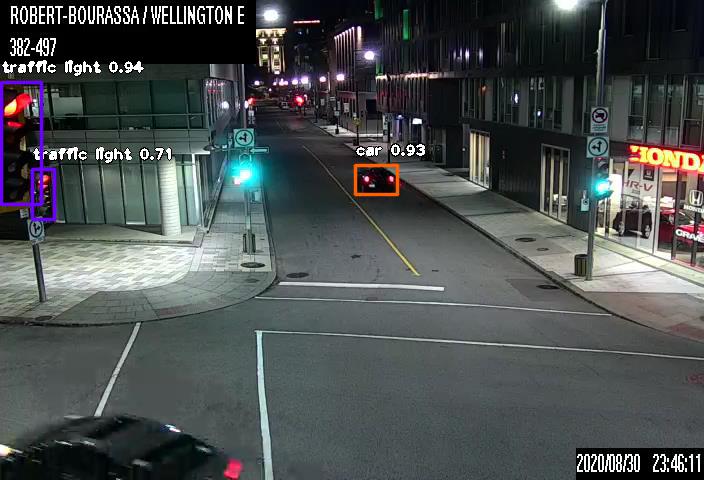 ROBERT-BOURASSA / WELLINGTON E
382-497
traffic light 0.94
traffic light 0.71
car 0.93
HONDA
HR-V
HONDA
2020/08/30 23:46:11